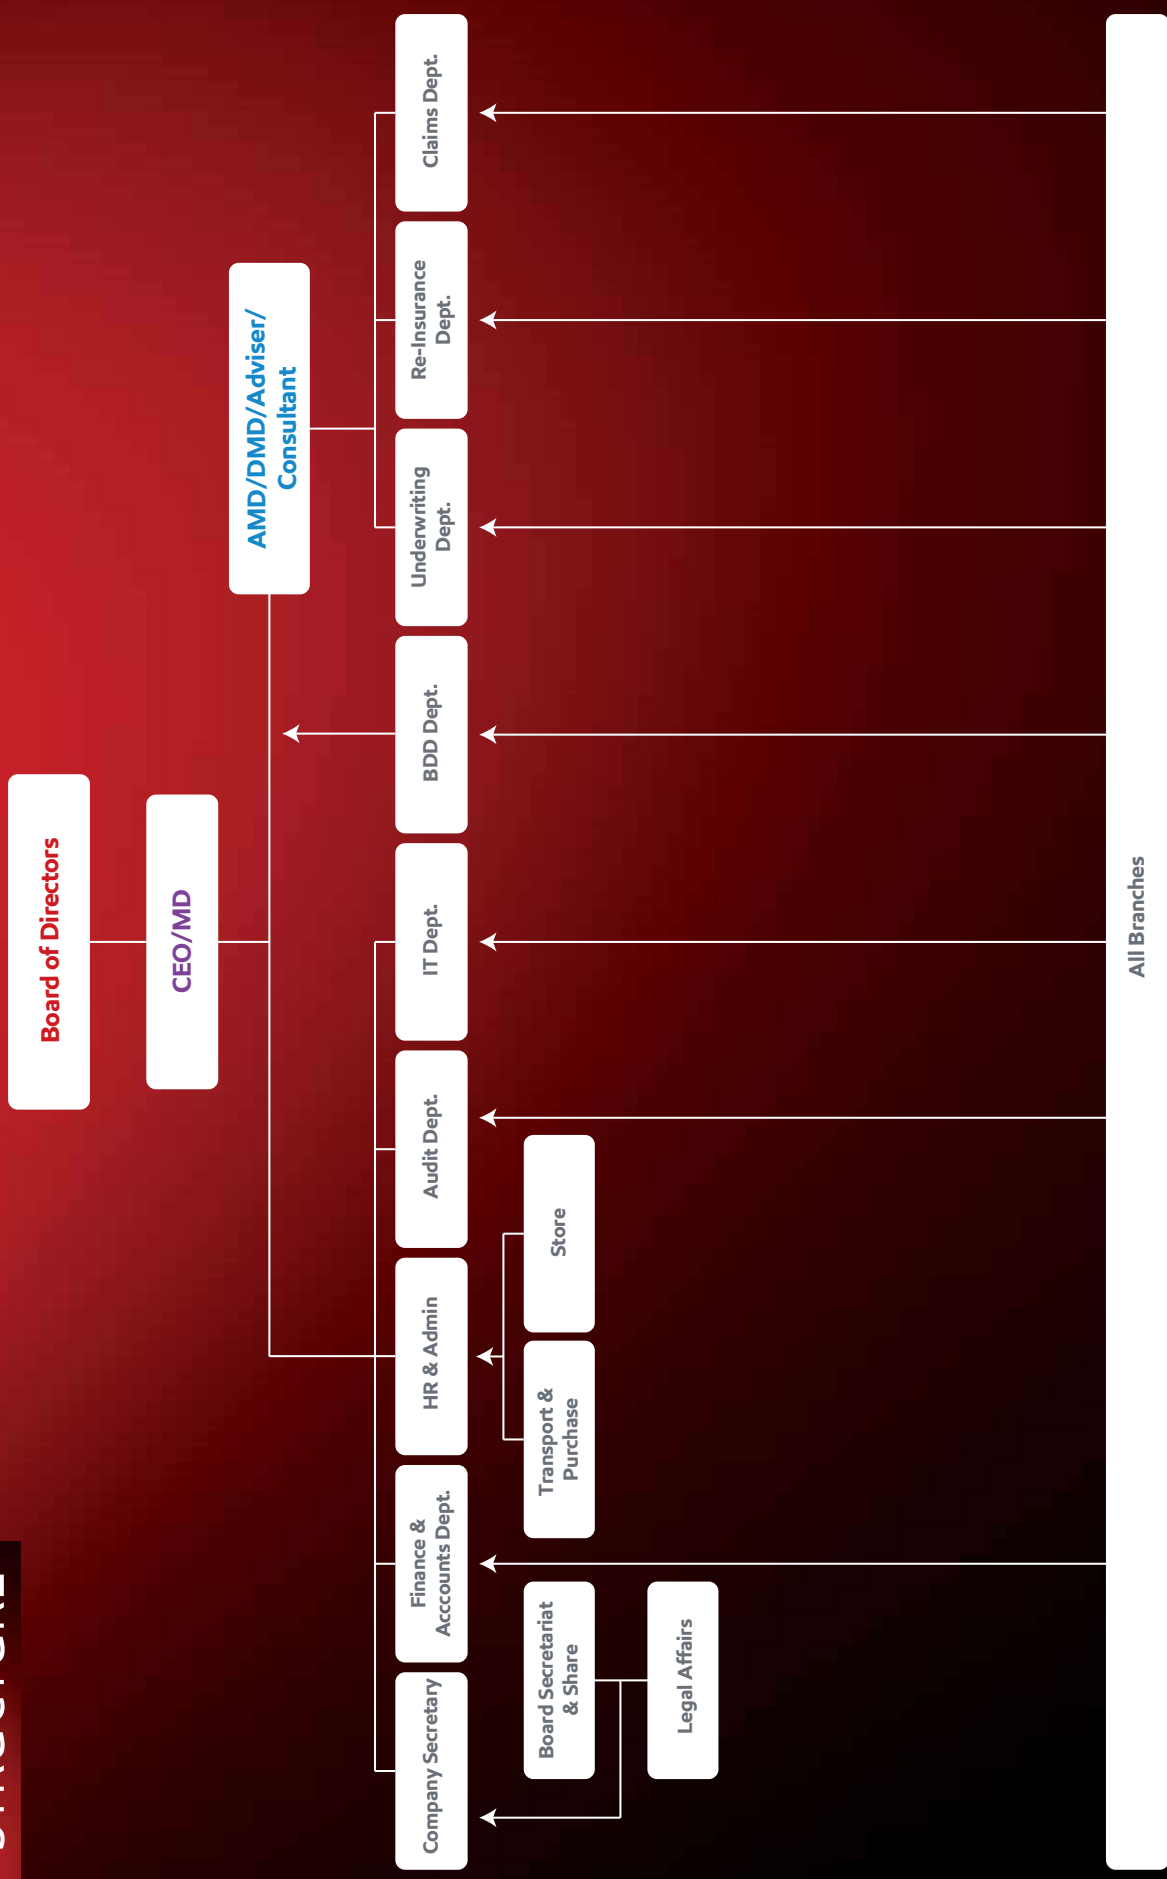 Board of Directors
CEO/MD
AMD/DMD/Adviser/
Consultant
Company Secretary
Finance &
Acccounts Dept.
HR & Admin
Audit Dept.
IT Dept.
BDD Dept.
Underwriting
Dept.
Re-Insurance
Dept.
Claims Dept.
Board Secretariat
& Share
Transport &
Purchase
Store
Legal Affairs
All Branches